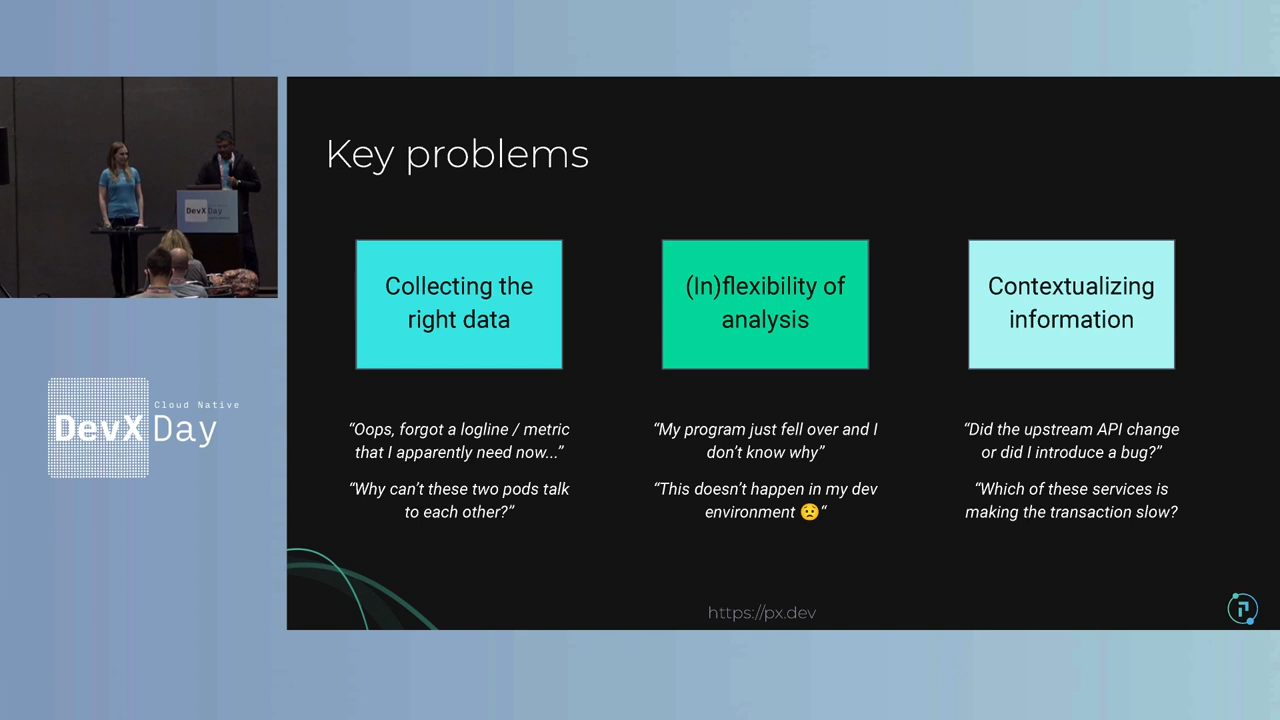 Key problems
Collecting the
right data
(In)flexibility of
analysis
Contextualizing
information
“Oops, forgot a logline / metric
that I apparently need now...”
“Why can’t these two pods talk
to each other?”
“My program just fell over and I
don’t know why”
“This doesn’t happen in my dev
environment 😟“
“Did the upstream API change
or did I introduce a bug?”
“Which of these services is
making the transaction slow?
https://px.dev
DevX Day
Cloud Native
DevX Day